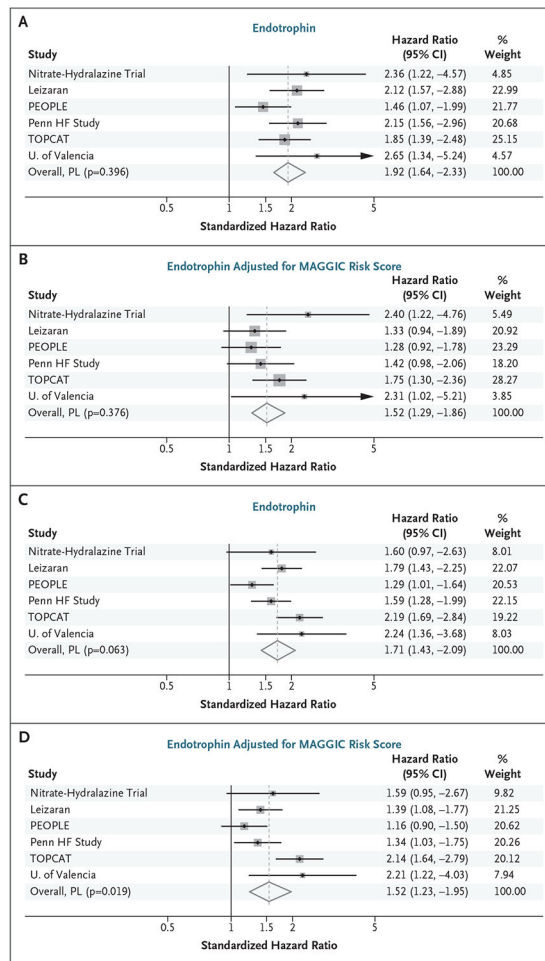 A
Endotrophin
Hazard Ratio %
Study (95% CI) Weight
Nitrate-Hydralazine Trial 2.36 (1.22, –4.57) 4.85
Leizaran 2.12 (1.57, –2.88) 22.99
PEOPLE 1.46 (1.07, –1.99) 21.77
Penn HF Study 2.15 (1.56, –2.96) 20.68
TOPCAT 1.85 (1.39, –2.48) 25.15
U. of Valencia 2.65 (1.34, –5.24) 4.57
Overall, PL (p=0.396) 1.92 (1.64, –2.33) 100.00
0.5 1 1.5 2 5
Standardized Hazard Ratio
B
Endotrophin Adjusted for MAGGIC Risk Score
Hazard Ratio %
Study (95% CI) Weight
Nitrate-Hydralazine Trial 2.40 (1.22, –4.76) 5.49
Leizaran 1.33 (0.94, –1.89) 20.92
PEOPLE 1.28 (0.92, –1.78) 23.29
Penn HF Study 1.42 (0.98, –2.06) 18.20
TOPCAT 1.75 (1.30, –2.36) 28.27
U. of Valencia 2.31 (1.02, –5.21) 3.85
Overall, PL (p=0.376) 1.52 (1.29, –1.86) 100.00
0.5 1 1.5 2 5
Standardized Hazard Ratio
C
Endotrophin
Hazard Ratio %
Study (95% CI) Weight
Nitrate-Hydralazine Trial 1.60 (0.97, –2.63) 8.01
Leizaran 1.79 (1.43, –2.25) 22.07
PEOPLE 1.29 (1.01, –1.64) 20.53
Penn HF Study 1.59 (1.28, –1.99) 22.15
TOPCAT 2.19 (1.69, –2.84) 19.22
U. of Valencia 2.24 (1.36, –3.68) 8.03
Overall, PL (p=0.063) 1.71 (1.43, –2.09) 100.00
0.5 1 1.5 2 5
Standardized Hazard Ratio
D
Endotrophin Adjusted for MAGGIC Risk Score
Hazard Ratio %
Study (95% CI) Weight
Nitrate-Hydralazine Trial 1.59 (0.95, –2.67) 9.82
Leizaran 1.39 (1.08, –1.77) 21.25
PEOPLE 1.16 (0.90, –1.50) 20.62
Penn HF Study 1.34 (1.03, –1.75) 20.26
TOPCAT 2.14 (1.64, –2.79) 20.12
U. of Valencia 2.21 (1.22, –4.03) 7.94
Overall, PL (p=0.019) 1.52 (1.23, –1.95) 100.00
0.5 1 1.5 2 5
Standardized Hazard Ratio